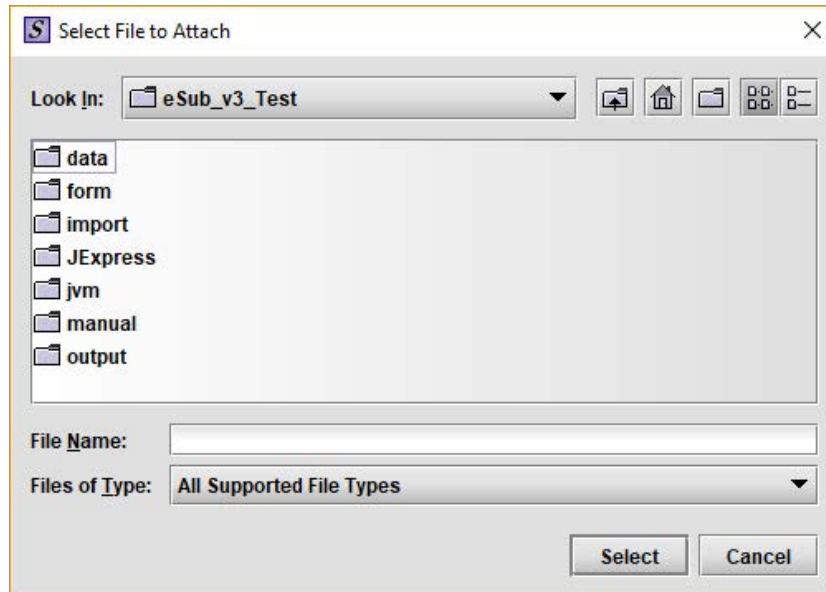 S Select File to Attach
Look In: eSub_v3_Test
data
form
import
JExpress
jvm
manual
output
File Name:
Files of Type: All Supported File Types
Select Cancel